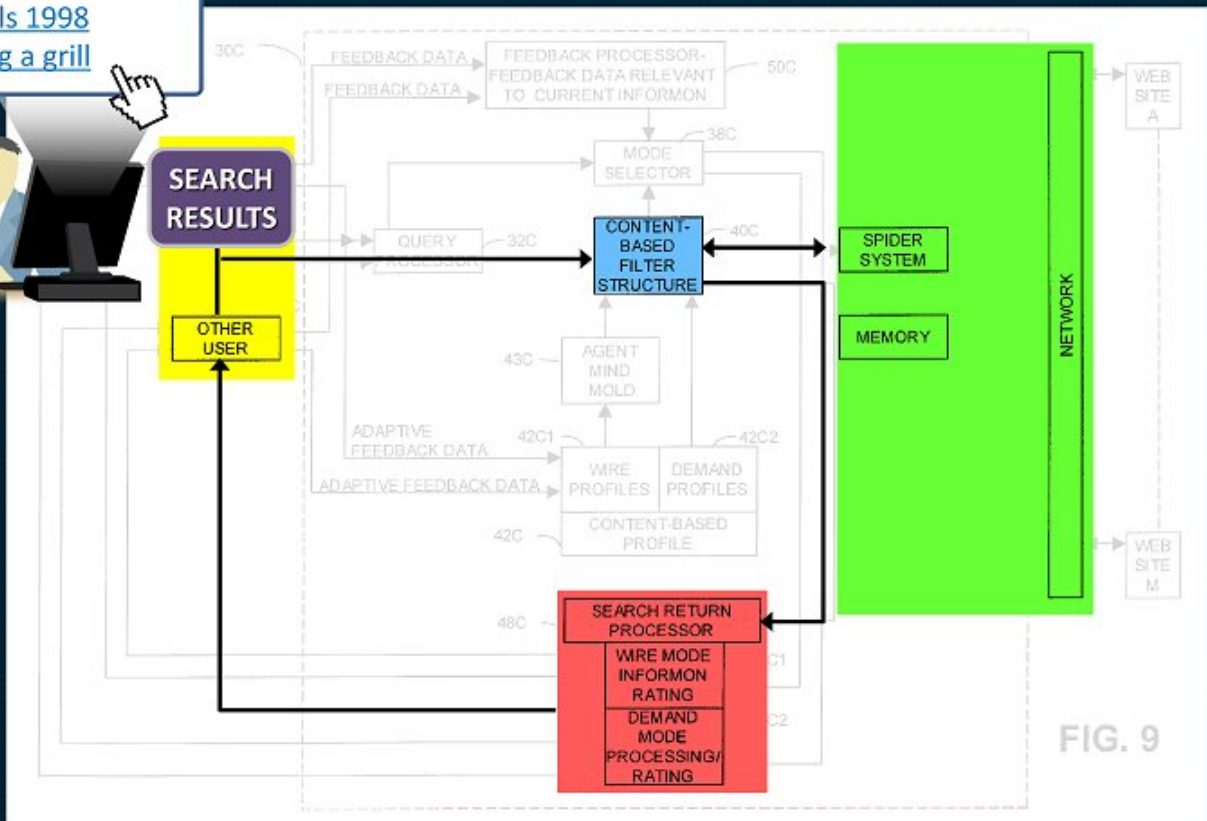 ls 1998
g a grill
30C
FEEDBACK DATA
FEEDBACK DATA
FEEDBACK PROCESSOR-
FEEDBACK DATA RELEVANT
TO CURRENT INFORMON
50C
WEB
SITE
A
MODE
SELECTOR
38C
SEARCH
RESULTS
QUERY
32C
CONTENT-
BASED
FILTER
STRUCTURE
40C
SPIDER
SYSTEM
MEMORY
NETWORK
OTHER
USER
43C
AGENT
MIND
MOLD
ADAPTIVE
FEEDBACK DATA
ADAPTIVE FEEDBACK DATA
42C1
42C2
WIRE
PROFILES
DEMAND
PROFILES
42C
CONTENT-BASED
PROFILE
WEB
SITE
M
48C
SEARCH RETURN
PROCESSOR
WIRE MODE
INFORMON
RATING
C1
DEMAND
MODE
PROCESSING/
RATING
C2
FIG. 9